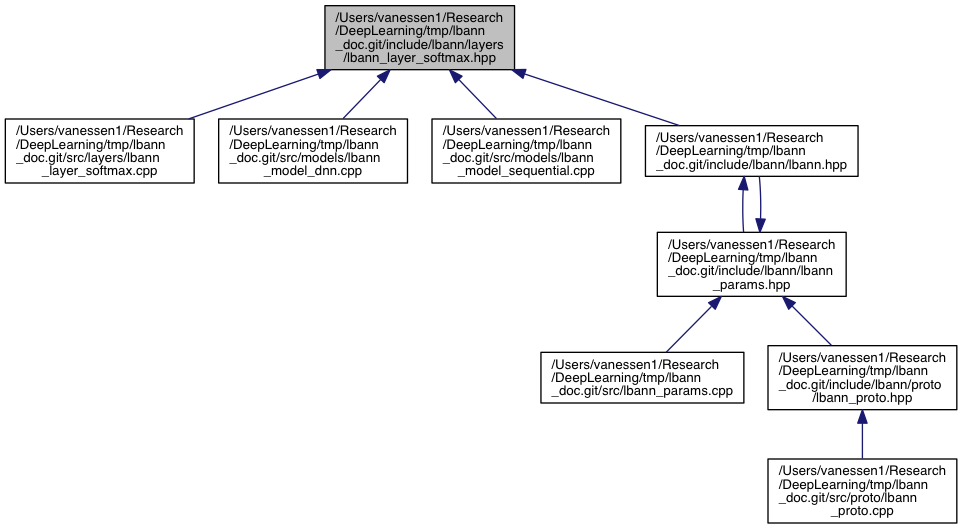 /Users/vanessen1/Research
/DeepLearning/tmp/lbann
_doc.git/include/lbann/layers
/lbann_layer_softmax.hpp
/Users/vanessen1/Research
/DeepLearning/tmp/lbann
_doc.git/src/layers/lbann
_layer_softmax.cpp
/Users/vanessen1/Research
/DeepLearning/tmp/lbann
_doc.git/src/models/lbann
_model_dnn.cpp
/Users/vanessen1/Research
/DeepLearning/tmp/lbann
_doc.git/src/models/lbann
_model_sequential.cpp
/Users/vanessen1/Research
/DeepLearning/tmp/lbann
_doc.git/include/lbann/lbann.hpp
/Users/vanessen1/Research
/DeepLearning/tmp/lbann
_doc.git/include/lbann/lbann
_params.hpp
/Users/vanessen1/Research
/DeepLearning/tmp/lbann
_doc.git/src/lbann_params.cpp
/Users/vanessen1/Research
/DeepLearning/tmp/lbann
_doc.git/include/lbann/proto
/lbann_proto.hpp
/Users/vanessen1/Research
/DeepLearning/tmp/lbann
_doc.git/src/proto/lbann
_proto.cpp